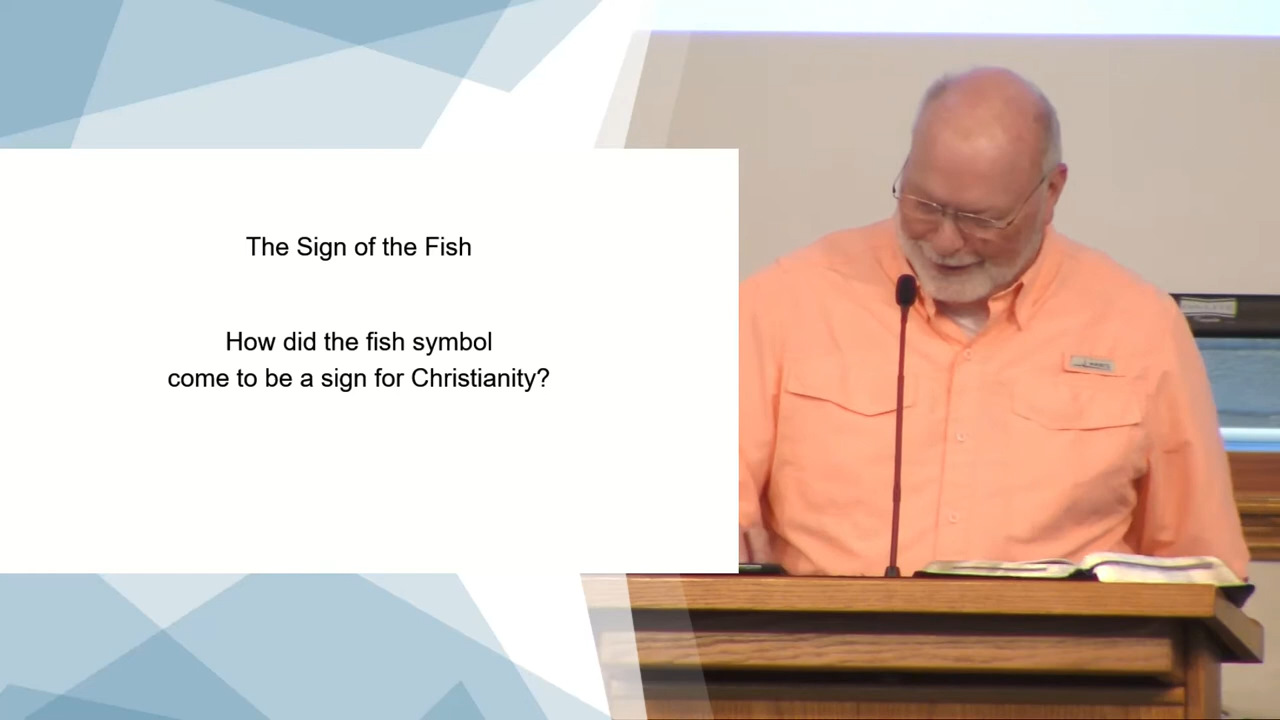 The Sign of the Fish
How did the fish symbol
come to be a sign for Christianity?